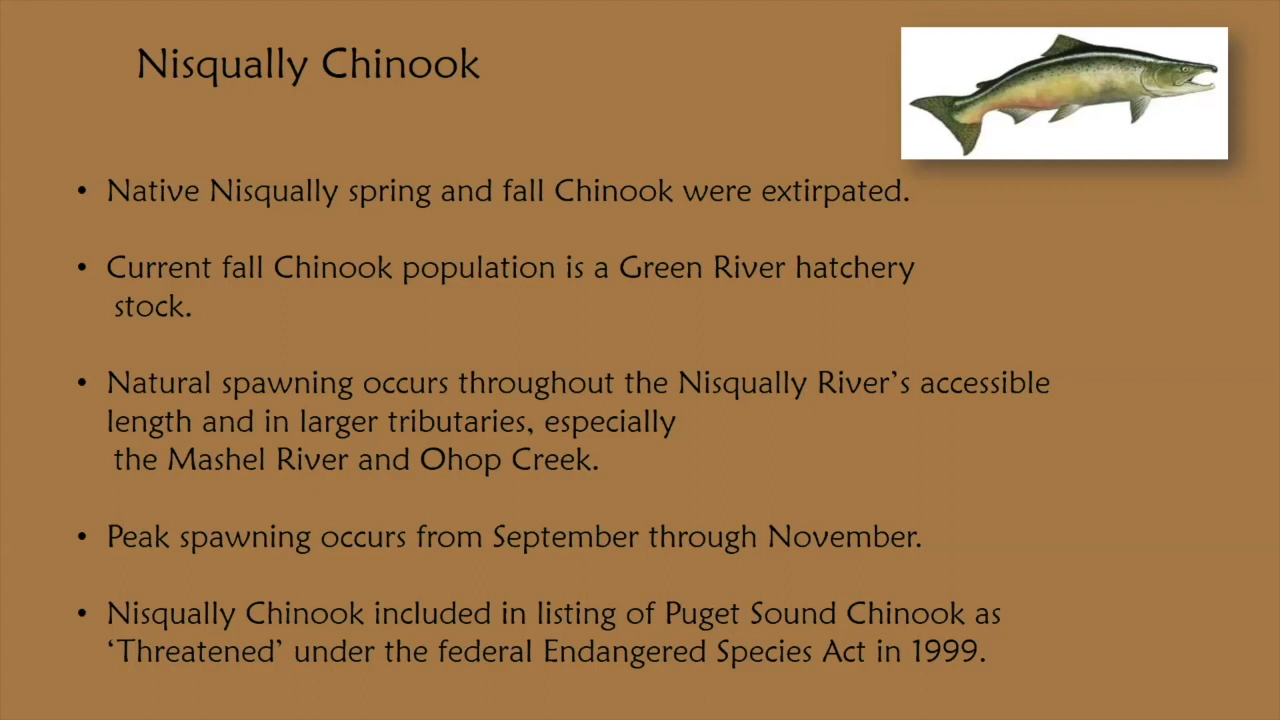 Nisqually Chinook
• Native Nisqually spring and fall Chinook were extirpated.
• Current fall Chinook population is a Green River hatchery
stock.
• Natural spawning occurs throughout the Nisqually River’s accessible
length and in larger tributaries, especially
the Mashel River and Ohop Creek.
• Peak spawning occurs from September through November.
• Nisqually Chinook included in listing of Puget Sound Chinook as
‘Threatened’ under the federal Endangered Species Act in 1999.